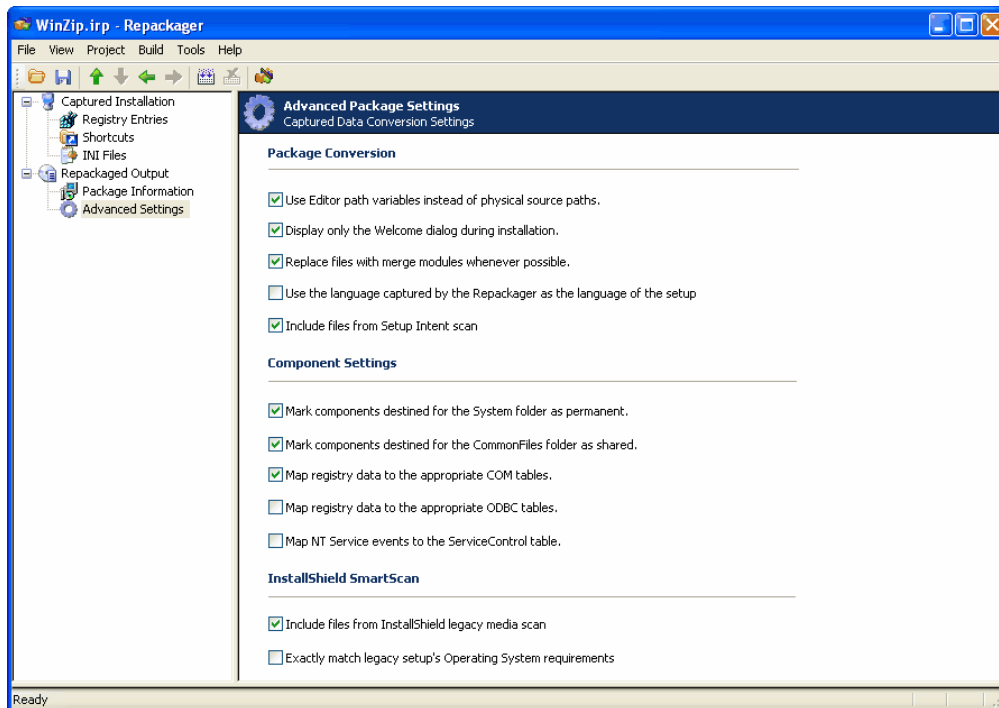 WinZip.irp - Repackager
File View Project Build Tools Help
Captured Installation
Registry Entries
Shortcuts
INI Files
Repackaged Output
Package Information
Advanced Settings
Advanced Package Settings
Captured Data Conversion Settings
Package Conversion
Use Editor path variables instead of physical source paths.
Display only the Welcome dialog during installation.
Replace files with merge modules whenever possible.
Use the language captured by the Repackager as the language of the setup
Include files from Setup Intent scan
Component Settings
Mark components destined for the System folder as permanent.
Mark components destined for the CommonFiles folder as shared.
Map registry data to the appropriate COM tables.
Map registry data to the appropriate ODBC tables.
Map NT Service events to the ServiceControl table.
InstallShield SmartScan
Include files from InstallShield legacy media scan
Exactly match legacy setup's Operating System requirements
Ready